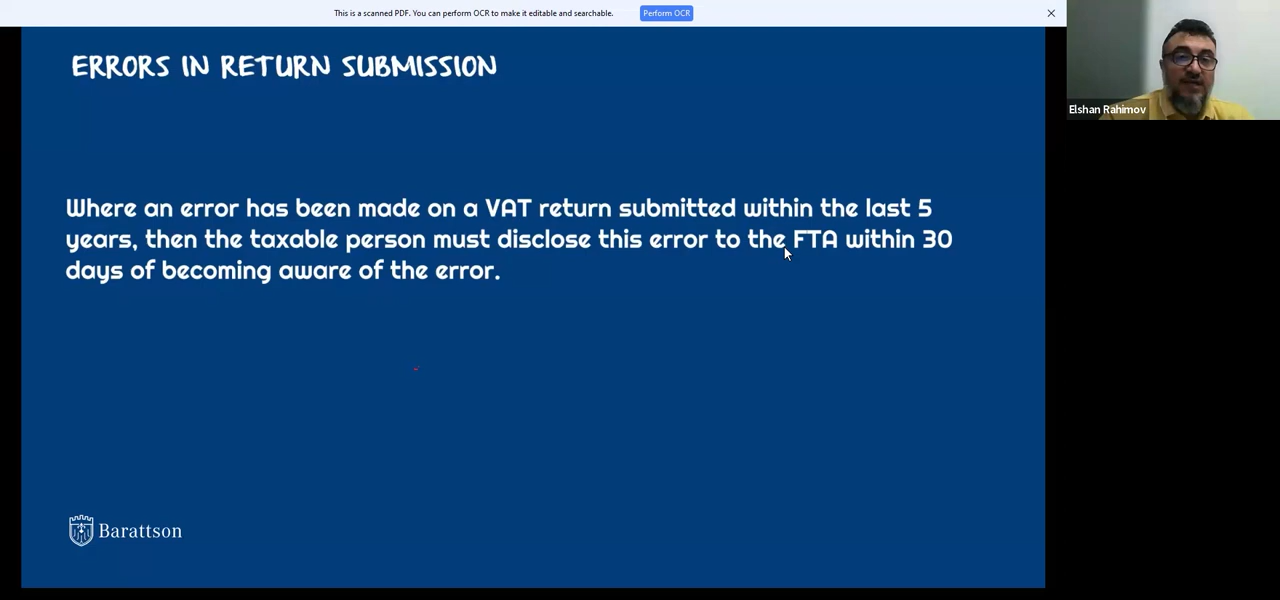 This is a scanned PDF. You can perform OCR to make it editable and searchable.
Perform OCR
ERRORS IN RETURN SUBMISSION
Elshan Rahimov
Where an error has been made on a VAT return submitted within the last 5
years, then the taxable person must disclose this error to the FTA within 30
days of becoming aware of the error.
Barattson